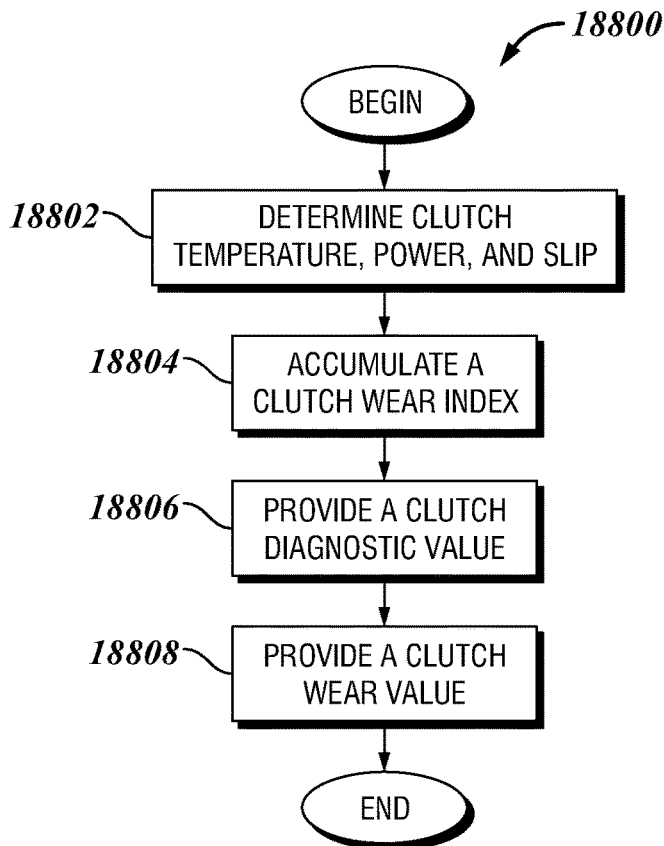 18800
BEGIN
18802
DETERMINE CLUTCH
TEMPERATURE, POWER, AND SLIP
18804
ACCUMULATE A
CLUTCH WEAR INDEX
18806
PROVIDE A CLUTCH
DIAGNOSTIC VALUE
18808
PROVIDE A CLUTCH
WEAR VALUE
END